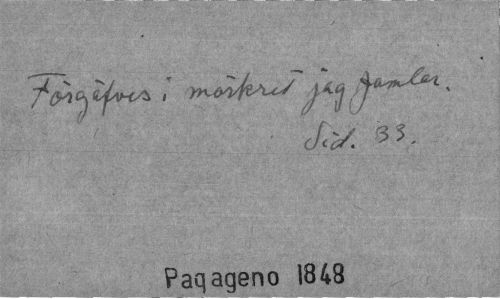 Förgäfves i mörkret jag famlar.
Sid. 33.
Papageno 1848